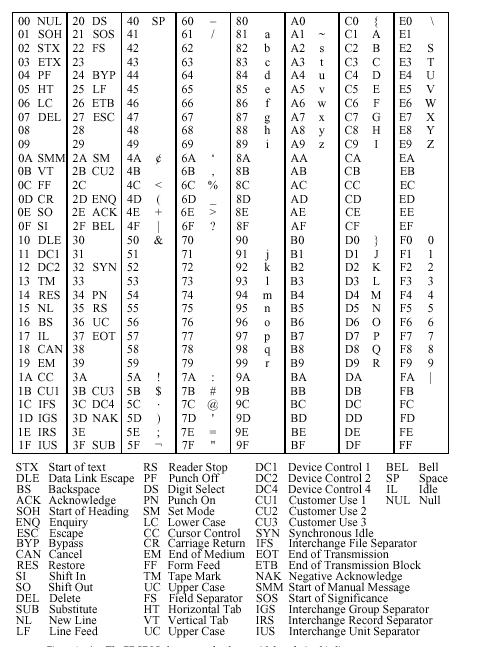 00 NUL 20 DS 40 SP 60 – 80 A0 C0 { E0 \
01 SOH 21 SOS 41 61 / 81 a A1 ~ C1 A E1
02 STX 22 FS 42 62 82 b A2 s C2 B E2 S
03 ETX 23 43 63 83 c A3 t C3 C E3 T
04 PF 24 BYP 44 64 84 d A4 u C4 D E4 U
05 HT 25 LF 45 65 85 e A5 v C5 E E5 V
06 LC 26 ETB 46 66 86 f A6 w C6 F E6 W
07 DEL 27 ESC 47 67 87 g A7 x C7 G E7 X
08 28 48 68 88 h A8 y C8 H E8 Y
09 29 49 69 89 i A9 z C9 I E9 Z
0A SMM 2A SM 4A ¢ 6A ‘ 8A AA CA EA
0B VT 2B CU2 4B 6B , 8B AB CB EB
0C FF 2C 4C < 6C % 8C AC CC EC
0D CR 2D ENQ 4D ( 6D _ 8D AD CD ED
0E SO 2E ACK 4E + 6E > 8E AE CE EE
0F SI 2F BEL 4F | 6F ? 8F AF CF EF
10 DLE 30 50 & 70 90 B0 D0 } F0 0
11 DC1 31 51 71 91 j B1 D1 J F1 1
12 DC2 32 SYN 52 72 92 k B2 D2 K F2 2
13 TM 33 53 73 93 l B3 D3 L F3 3
14 RES 34 PN 54 74 94 m B4 D4 M F4 4
15 NL 35 RS 55 75 95 n B5 D5 N F5 5
16 BS 36 UC 56 76 96 o B6 D6 O F6 6
17 IL 37 EOT 57 77 97 p B7 D7 P F7 7
18 CAN 38 58 78 98 q B8 D8 Q F8 8
19 EM 39 59 79 99 r B9 D9 R F9 9
1A CC 3A 5A ! 7A : 9A BA DA FA |
1B CU1 3B CU3 5B $ 7B # 9B BB DB FB
1C IFS 3C DC4 5C · 7C @ 9C BC DC FC
1D IGS 3D NAK 5D ) 7D ' 9D BD DD FD
1E IRS 3E 5E ; 7E = 9E BE DE FE
1F IUS 3F SUB 5F ¬ 7F " 9F BF DF FF
STX Start of text RS Reader Stop DC1 Device Control 1 BEL Bell
DLE Data Link Escape PF Punch Off DC2 Device Control 2 SP Space
BS Backspace DS Digit Select DC4 Device Control 4 IL Idle
ACK Acknowledge PN Punch On CU1 Customer Use 1 NUL Null
SOH Start of Heading SM Set Mode CU2 Customer Use 2
ENQ Enquiry LC Lower Case CU3 Customer Use 3
ESC Escape CC Cursor Control SYN Synchronous Idle
BYP Bypass CR Carriage Return IFS Interchange File Separator
CAN Cancel EM End of Medium EOT End of Transmission
RES Restore FF Form Feed ETB End of Transmission Block
SI Shift In TM Tape Mark NAK Negative Acknowledge
SO Shift Out UC Upper Case SMM Start of Manual Message
DEL Delete FS Field Separator SOS Start of Significance
SUB Substitute HT Horizontal Tab IGS Interchange Group Separator
NL New Line VT Vertical Tab IRS Interchange Record Separator
LF Line Feed UC Upper Case IUS Interchange Unit Separator